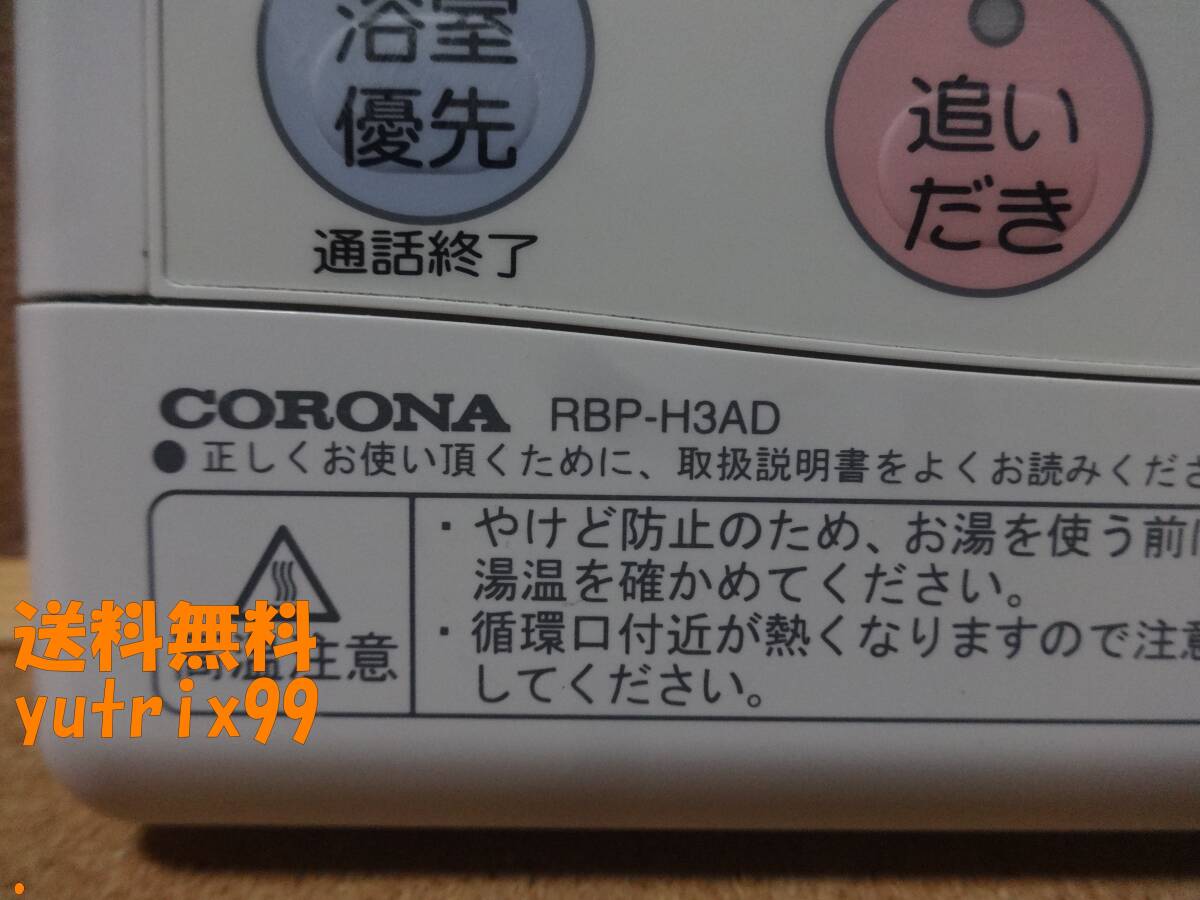 浴室
優先
通話終了
追い
だき
CORONA RBP-H3AD
●正しくお使い頂くために、取扱説明書をよくお読みくださ
高温注意
・やけど防止のため、お湯を使う前に
湯温を確かめてください。
・循環口付近が熱くなりますので注意
してください。
送料無料
yutrix99